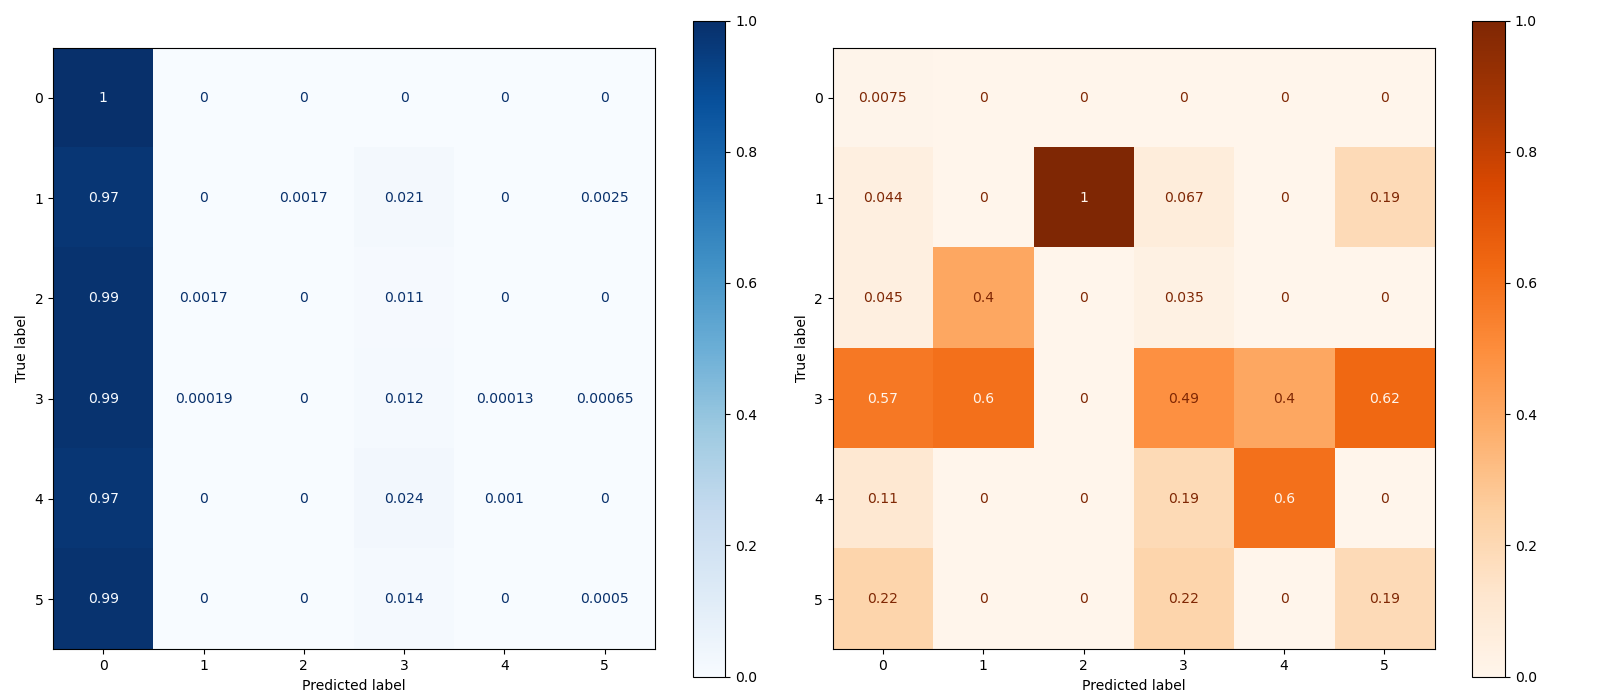 1.0 1.0
0 1 0 0 0 0 0 0 0.0075 0 0 0 0 0
0.8 0.8
1 0.97 0 0.0017 0.021 0 0.0025 1 0.044 0 1 0.067 0 0.19
0.6 0.6
2 0.99 0.0017 0 0.011 0 0 2 0.045 0.4 0 0.035 0 0
True label True label
3 0.99 0.00019 0 0.012 0.00013 0.00065 3 0.57 0.6 0 0.49 0.4 0.62
0.4 0.4
4 0.97 0 0 0.024 0.001 0 4 0.11 0 0 0.19 0.6 0
0.2 0.2
5 0.99 0 0 0.014 0 0.0005 5 0.22 0 0 0.22 0 0.19
0 1 2 3 4 5 0 1 2 3 4 5
0.0 0.0
Predicted label Predicted label